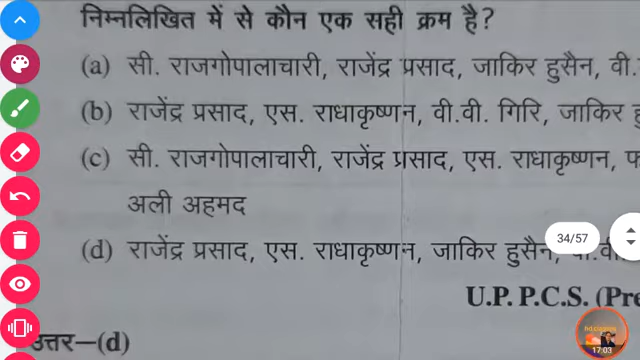 निम्नलिखित में से कौन एक सही क्रम है?
(a) सी. राजगोपालाचारी, राजेंद्र प्रसाद, जाकिर हुसैन, वी.
(b) राजेंद्र प्रसाद, एस. राधाकृष्णन, वी.वी. गिरि, जाकिर
(c) सी. राजगोपालाचारी, राजेंद्र प्रसाद, एस. राधाकृष्णन,
अली अहमद
34/57
(d) राजेंद्र प्रसाद, एस. राधाकृष्णन, जाकिर हुसैन,
U.P. P.C.S. (Pre
उत्तर–(d)
17:03